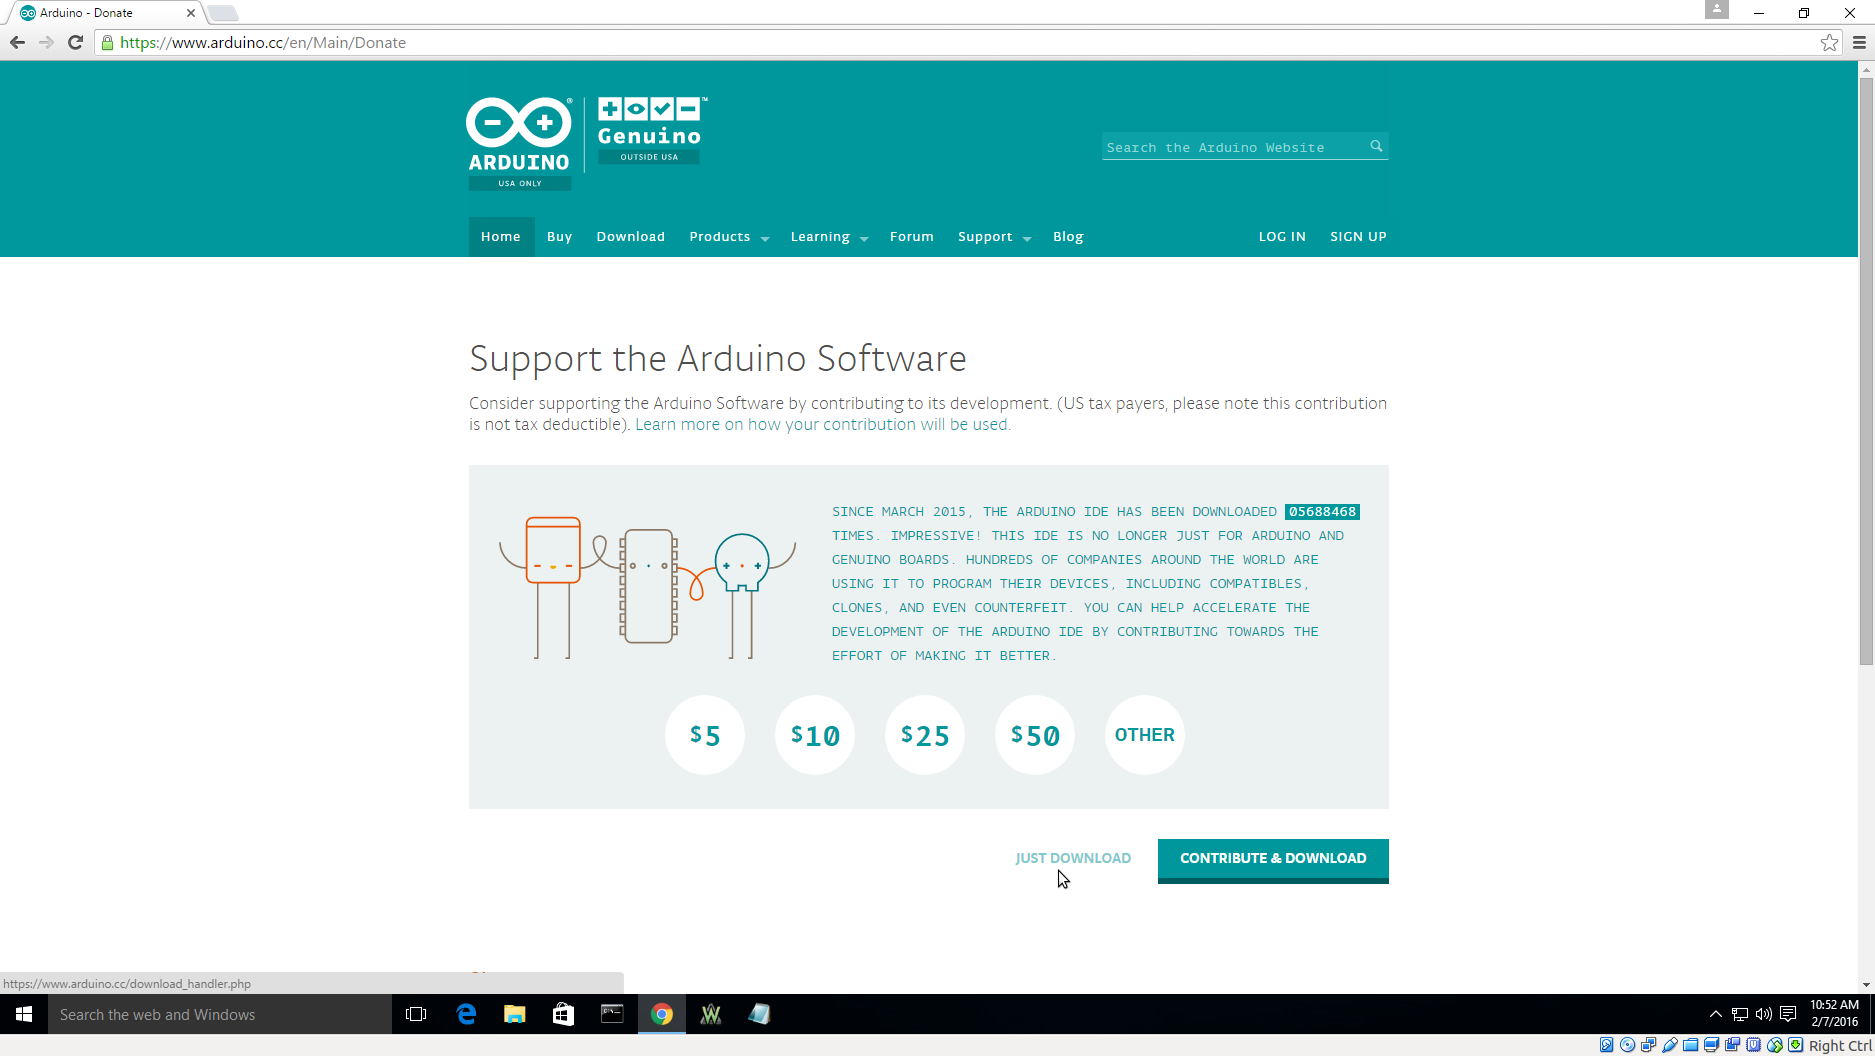 Arduino - Donate
https://www.arduino.cc/en/Main/Donate
ARDUINO
USA ONLY
Genuino
OUTSIDE USA
Search the Arduino Website
Home Buy Download Products Learning Forum Support Blog LOG IN SIGN UP
Support the Arduino Software
Consider supporting the Arduino Software by contributing to its development. (US tax payers, please note this contribution
is not tax deductible). Learn more on how your contribution will be used.
SINCE MARCH 2015, THE ARDUINO IDE HAS BEEN DOWNLOADED 05688468
TIMES. IMPRESSIVE! THIS IDE IS NO LONGER JUST FOR ARDUINO AND
GENUINO BOARDS. HUNDREDS OF COMPANIES AROUND THE WORLD ARE
USING IT TO PROGRAM THEIR DEVICES, INCLUDING COMPATIBLES,
CLONES, AND EVEN COUNTERFEIT. YOU CAN HELP ACCELERATE THE
DEVELOPMENT OF THE ARDUINO IDE BY CONTRIBUTING TOWARDS THE
EFFORT OF MAKING IT BETTER.
$5 $10 $25 $50 OTHER
JUST DOWNLOAD CONTRIBUTE & DOWNLOAD
https://www.arduino.cc/download_handler.php
Search the web and Windows
10:52 AM
2/7/2016
Right Ctrl